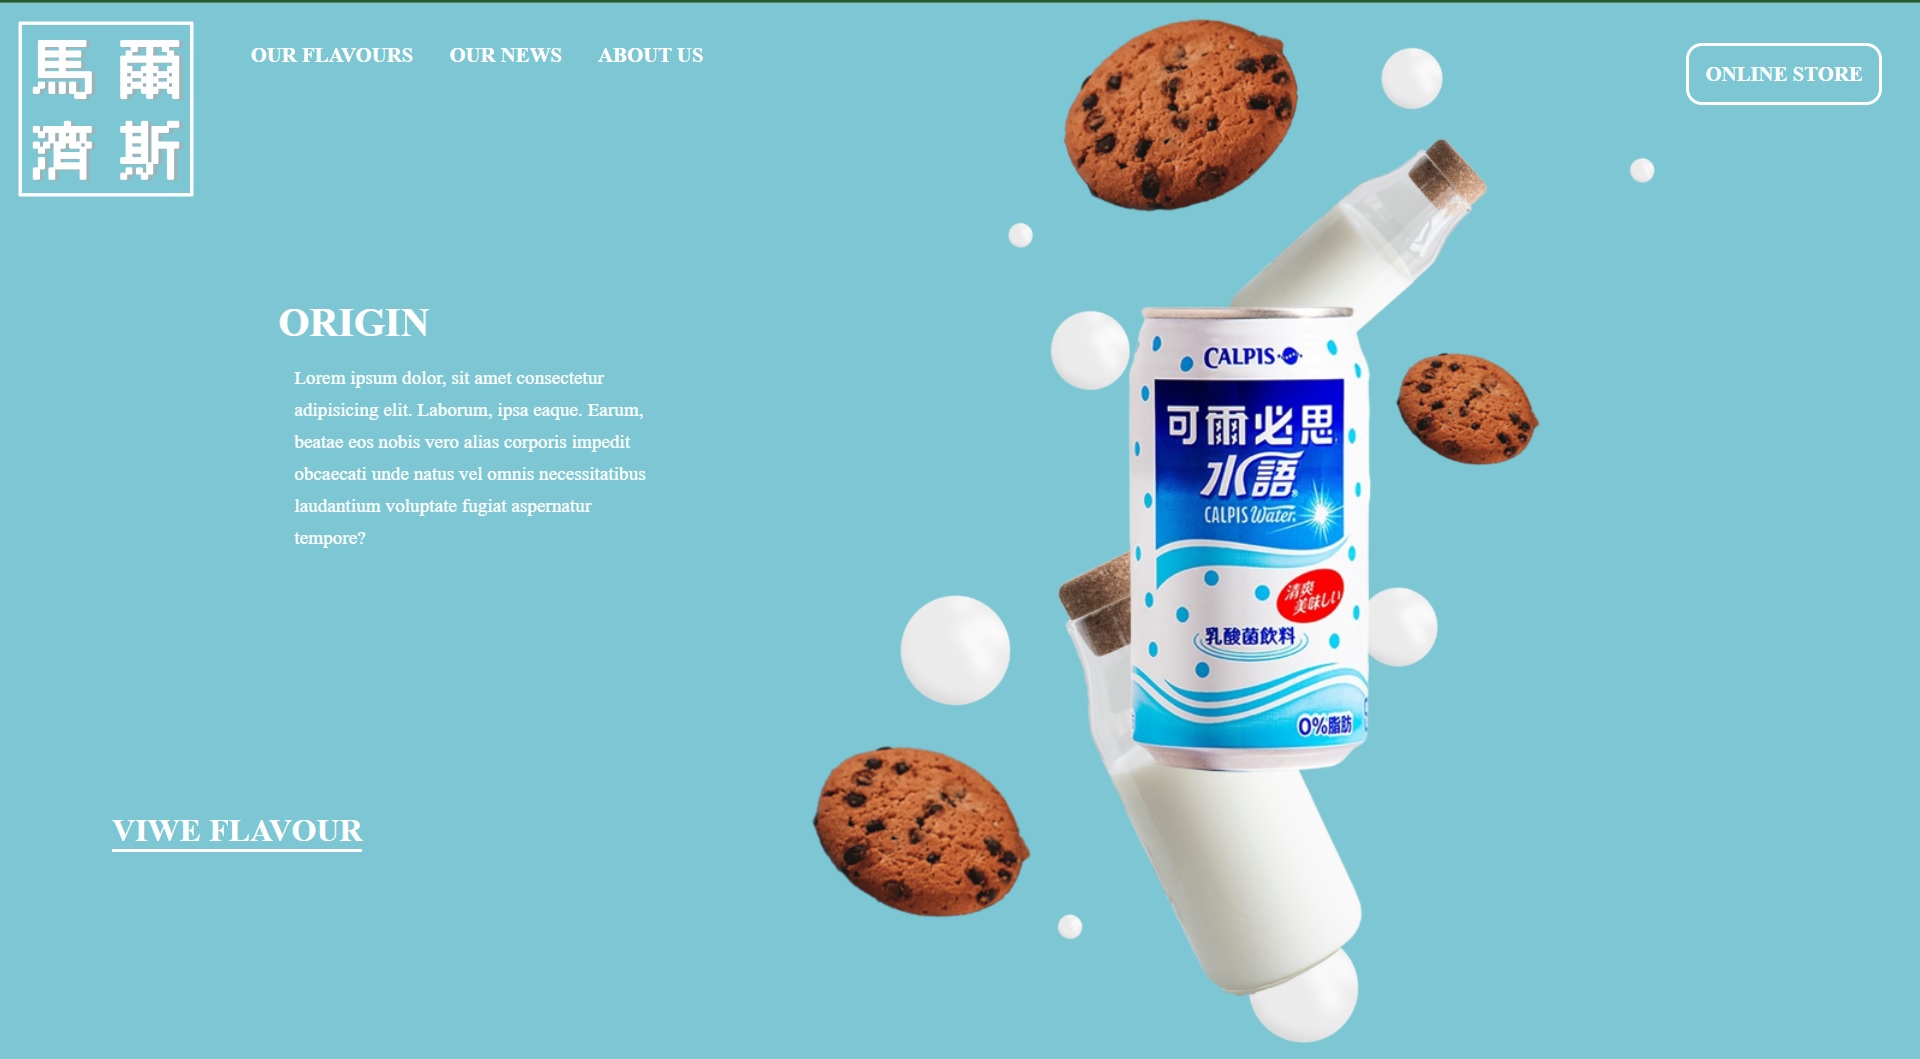 馬爾
濟斯
OUR FLAVOURS
OUR NEWS
ABOUT US
ONLINE STORE
ORIGIN
Lorem ipsum dolor, sit amet consectetur
adipisicing elit. Laborum, ipsa eaque. Earum,
beatae eos nobis vero alias corporis impedit
obcaecati unde natus vel omnis necessitatibus
laudantium voluptate fugiat aspernatur
tempore?
VIWE FLAVOUR
CALPIS
可爾必思
水語®
CALPIS Water.
清爽
美味しい
乳酸菌飲料
0%脂肪